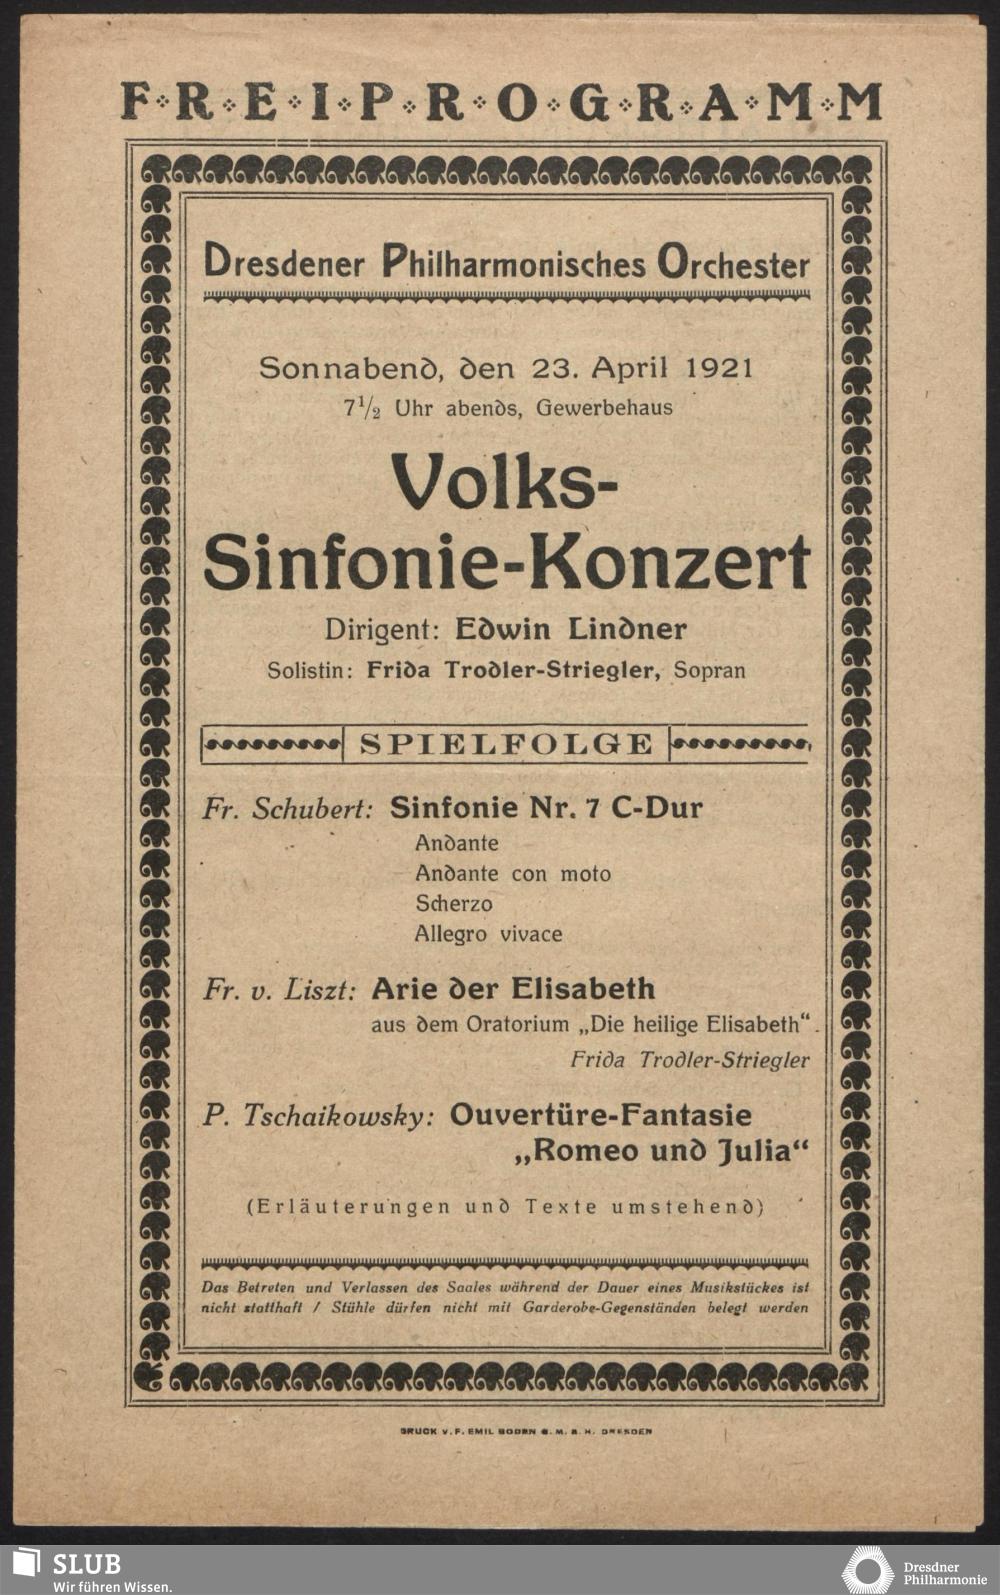 FREIPROGRAMM
Dresdener Philharmonisches Orchester
Sonnabend, den 23. April 1921
7½ Uhr abends, Gewerbehaus
Volks-
Sinfonie-Konzert
Dirigent: Edwin Lindner
Solistin: Frida Trodler-Striegler, Sopran
SPIELFOLGE
Fr. Schubert: Sinfonie Nr. 7 C-Dur
Andante
Andante con moto
Scherzo
Allegro vivace
Fr. v. Liszt: Arie der Elisabeth
aus dem Oratorium „Die heilige Elisabeth“.
Frida Trodler-Striegler
P. Tschaikowsky: Ouvertüre-Fantasie
„Romeo und Julia“
(Erläuterungen und Texte umstehend)
Das Betreten und Verlassen des Saales während der Dauer eines Musikstückes ist
nicht statthaft / Stühle dürfen nicht mit Garderobe-Gegenständen belegt werden
DRUCK V. F. EMIL BODEN G. M. B. H. DRESDEN
SLUB
Wir führen Wissen.
Dresdner
Philharmonie